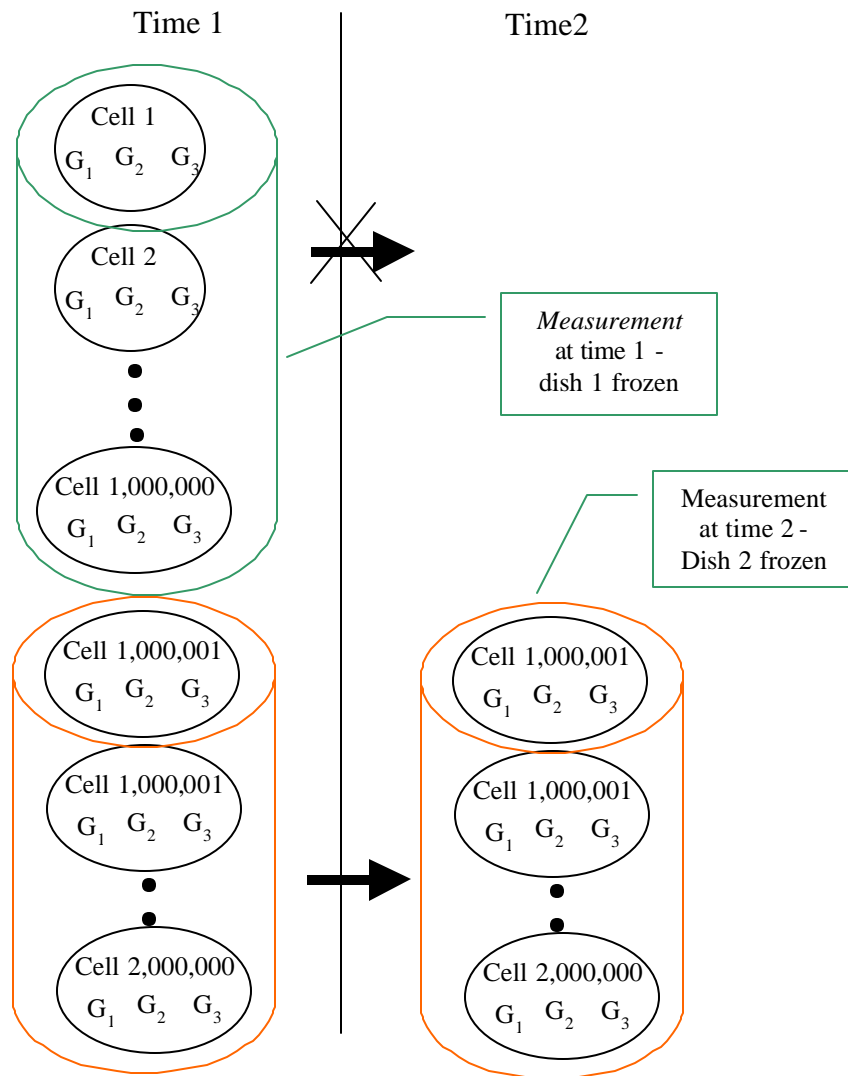 Time 1
Time2
Cell 1
G1 G2 G3
Cell 2
G1 G2 G3
Measurement
at time 1 -
dish 1 frozen
Cell 1,000,000
G1 G2 G3
Measurement
at time 2 -
Dish 2 frozen
Cell 1,000,001
G1 G2 G3
Cell 1,000,001
G1 G2 G3
Cell 2,000,000
G1 G2 G3
Cell 1,000,001
G1 G2 G3
Cell 1,000,001
G1 G2 G3
Cell 2,000,000
G1 G2 G3